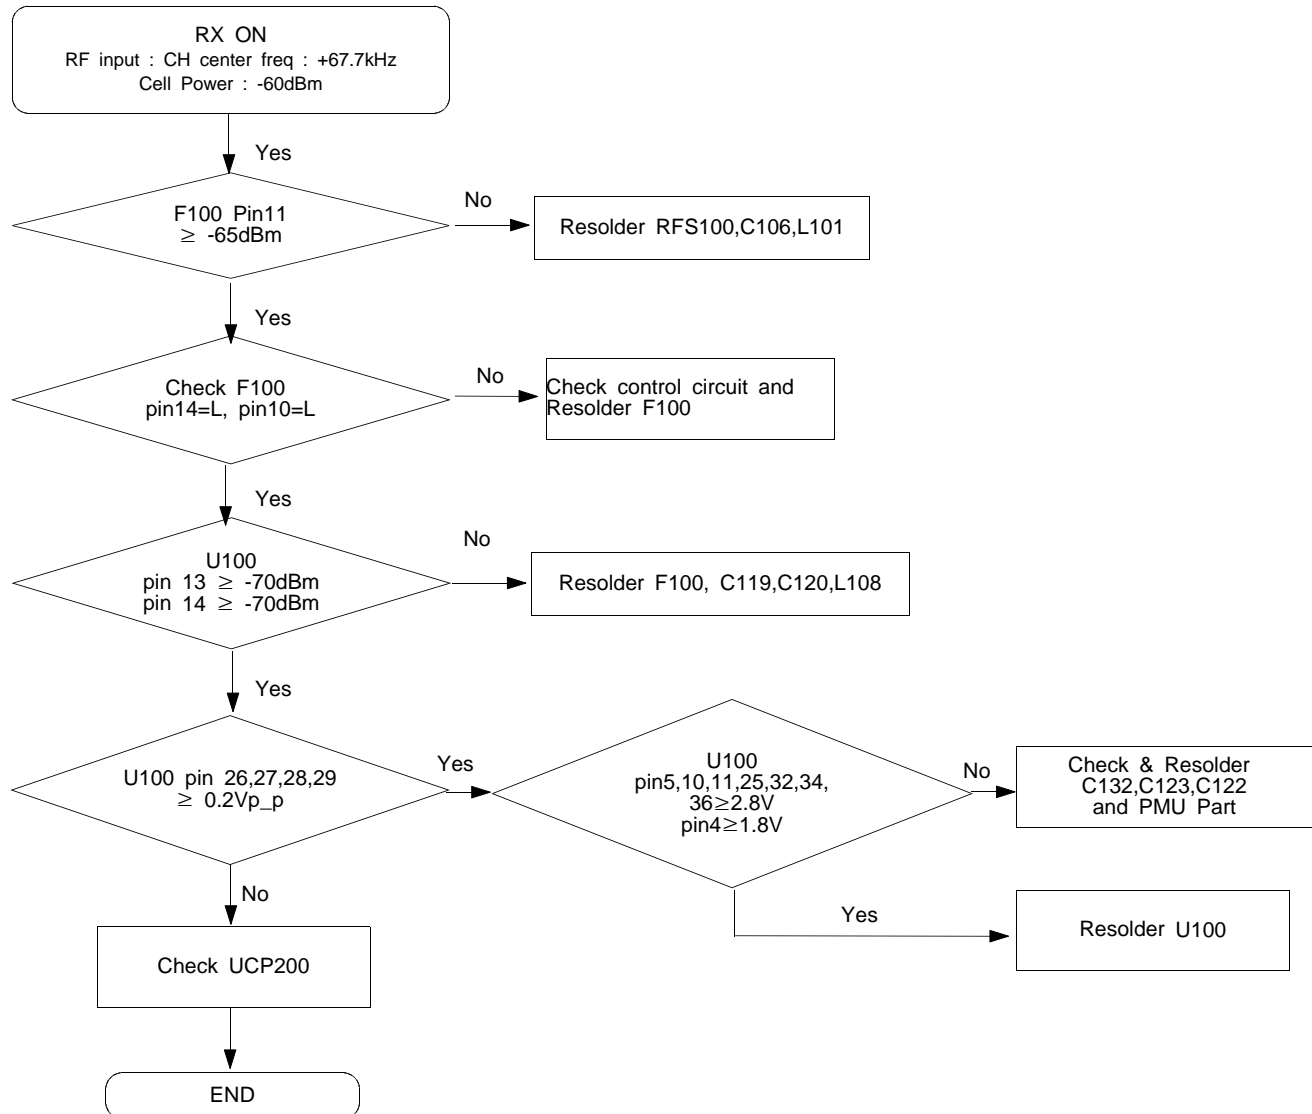 RX ON
RF input : CH center freq : +67.7kHz
Cell Power : -60dBm
Yes
F100 Pin11
≥ -65dBm
No
Resolder RFS100,C106,L101
Yes
Check F100
pin14=L, pin10=L
No
Check control circuit and
Resolder F100
Yes
U100
pin 13 ≥ -70dBm
pin 14 ≥ -70dBm
No
Resolder F100, C119,C120,L108
Yes
U100 pin 26,27,28,29
≥ 0.2Vp_p
Yes
U100
pin5,10,11,25,32,34,
36≥2.8V
pin4≥1.8V
No
Check & Resolder
C132,C123,C122
and PMU Part
Yes
Resolder U100
No
Check UCP200
END